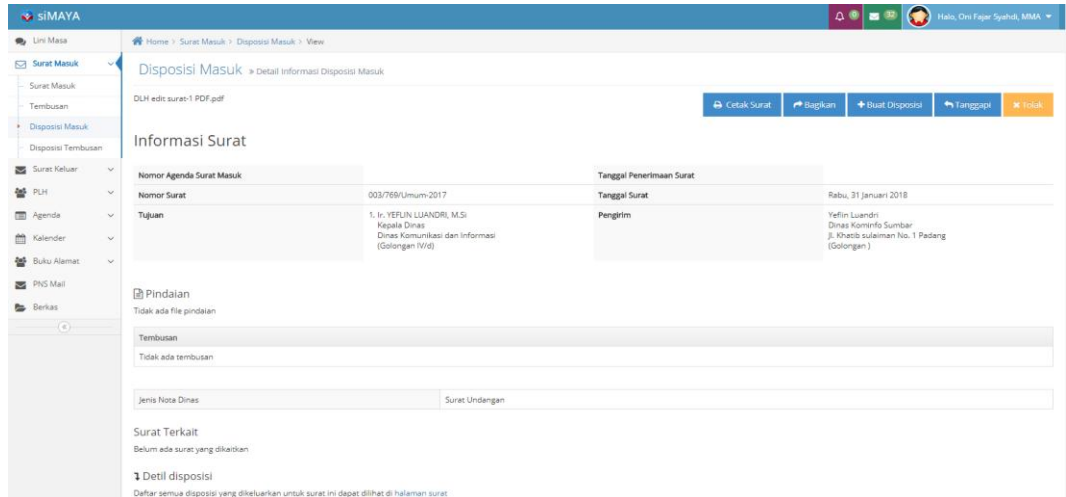 siMAYA
0
32
Halo, Oni Fajar Syahdi, MMA
Lini Masa
Surat Masuk
Surat Masuk
Tembusan
Disposisi Masuk
Disposisi Tembusan
Surat Keluar
PLH
Agenda
Kalender
Buku Alamat
PNS Mail
Berkas
Home > Surat Masuk > Disposisi Masuk > View
Disposisi Masuk » Detail Informasi Disposisi Masuk
DLH edit surat-1 PDF.pdf
Cetak Surat
Bagikan
Buat Disposisi
Tanggapi
Tolak
Informasi Surat
Nomor Agenda Surat Masuk
Tanggal Penerimaan Surat
Nomor Surat 003/769/Umum-2017
Tanggal Surat Rabu, 31 Januari 2018
Tujuan
1. Ir. YEFLIN LUANDRI, M.Si
Kepala Dinas
Dinas Komunikasi dan Informasi
(Golongan IV/d)
Pengirim
Yeflin Luandri
Dinas Kominfo Sumbar
Jl. Khatib sulaiman No. 1 Padang
(Golongan )
Pindaian
Tidak ada file pindaian
Tembusan
Tidak ada tembusan
Jenis Nota Dinas Surat Undangan
Surat Terkait
Belum ada surat yang dikaitkan
Detil disposisi
Daftar semua disposisi yang dikeluarkan untuk surat ini dapat dilihat di halaman surat